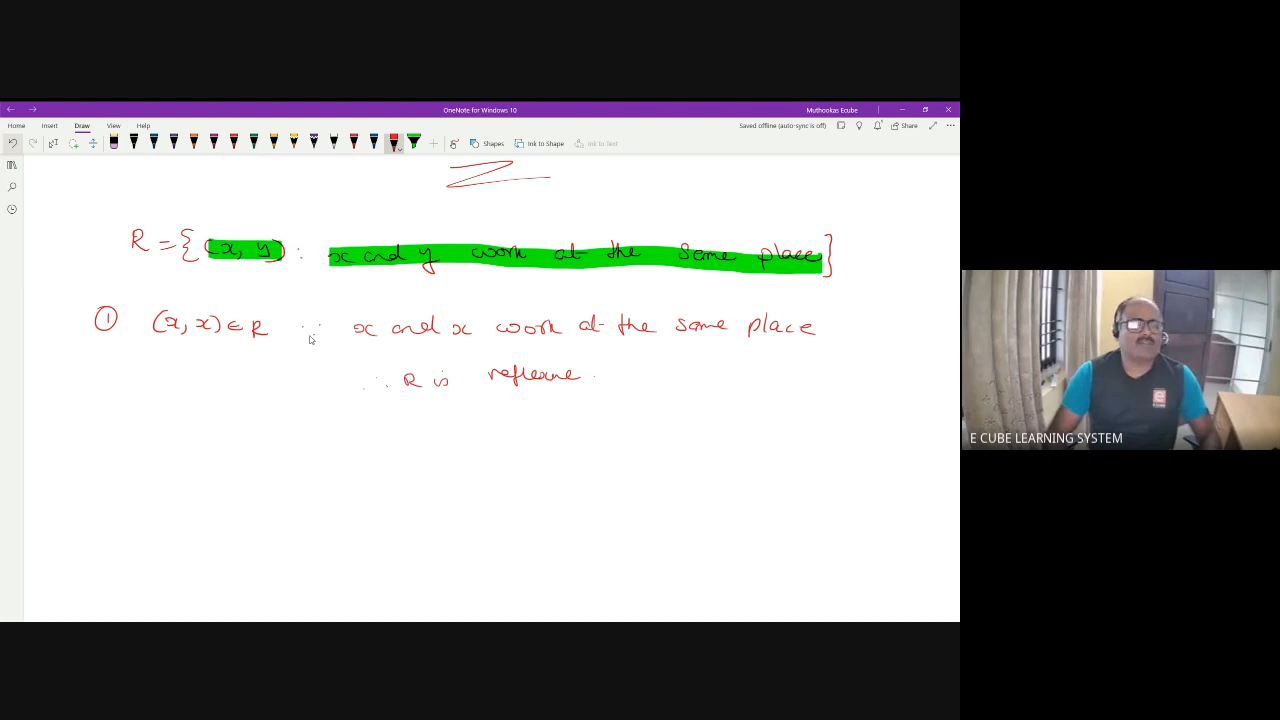 OneNote for Windows 10
Muthookas Ecube
Home Insert Draw View Help
Saved offline (auto-sync is off)
Share
Shapes
Ink to Shape
Ink to Text
R = {(x, y) : x and y work at the same place}
① (x, x) ∈ R ∵ x and x work at the same place
∴ R is reflexive.
E CUBE LEARNING SYSTEM